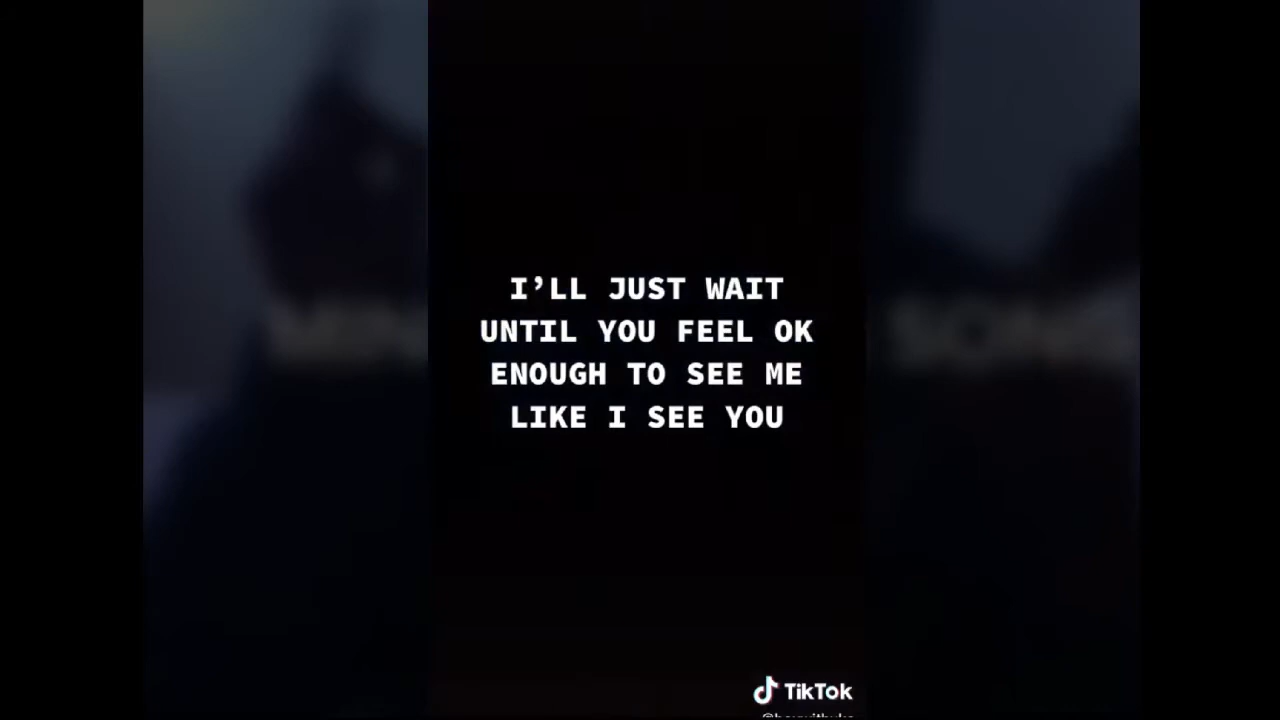 I’LL JUST WAIT
UNTIL YOU FEEL OK
ENOUGH TO SEE ME
LIKE I SEE YOU
TikTok